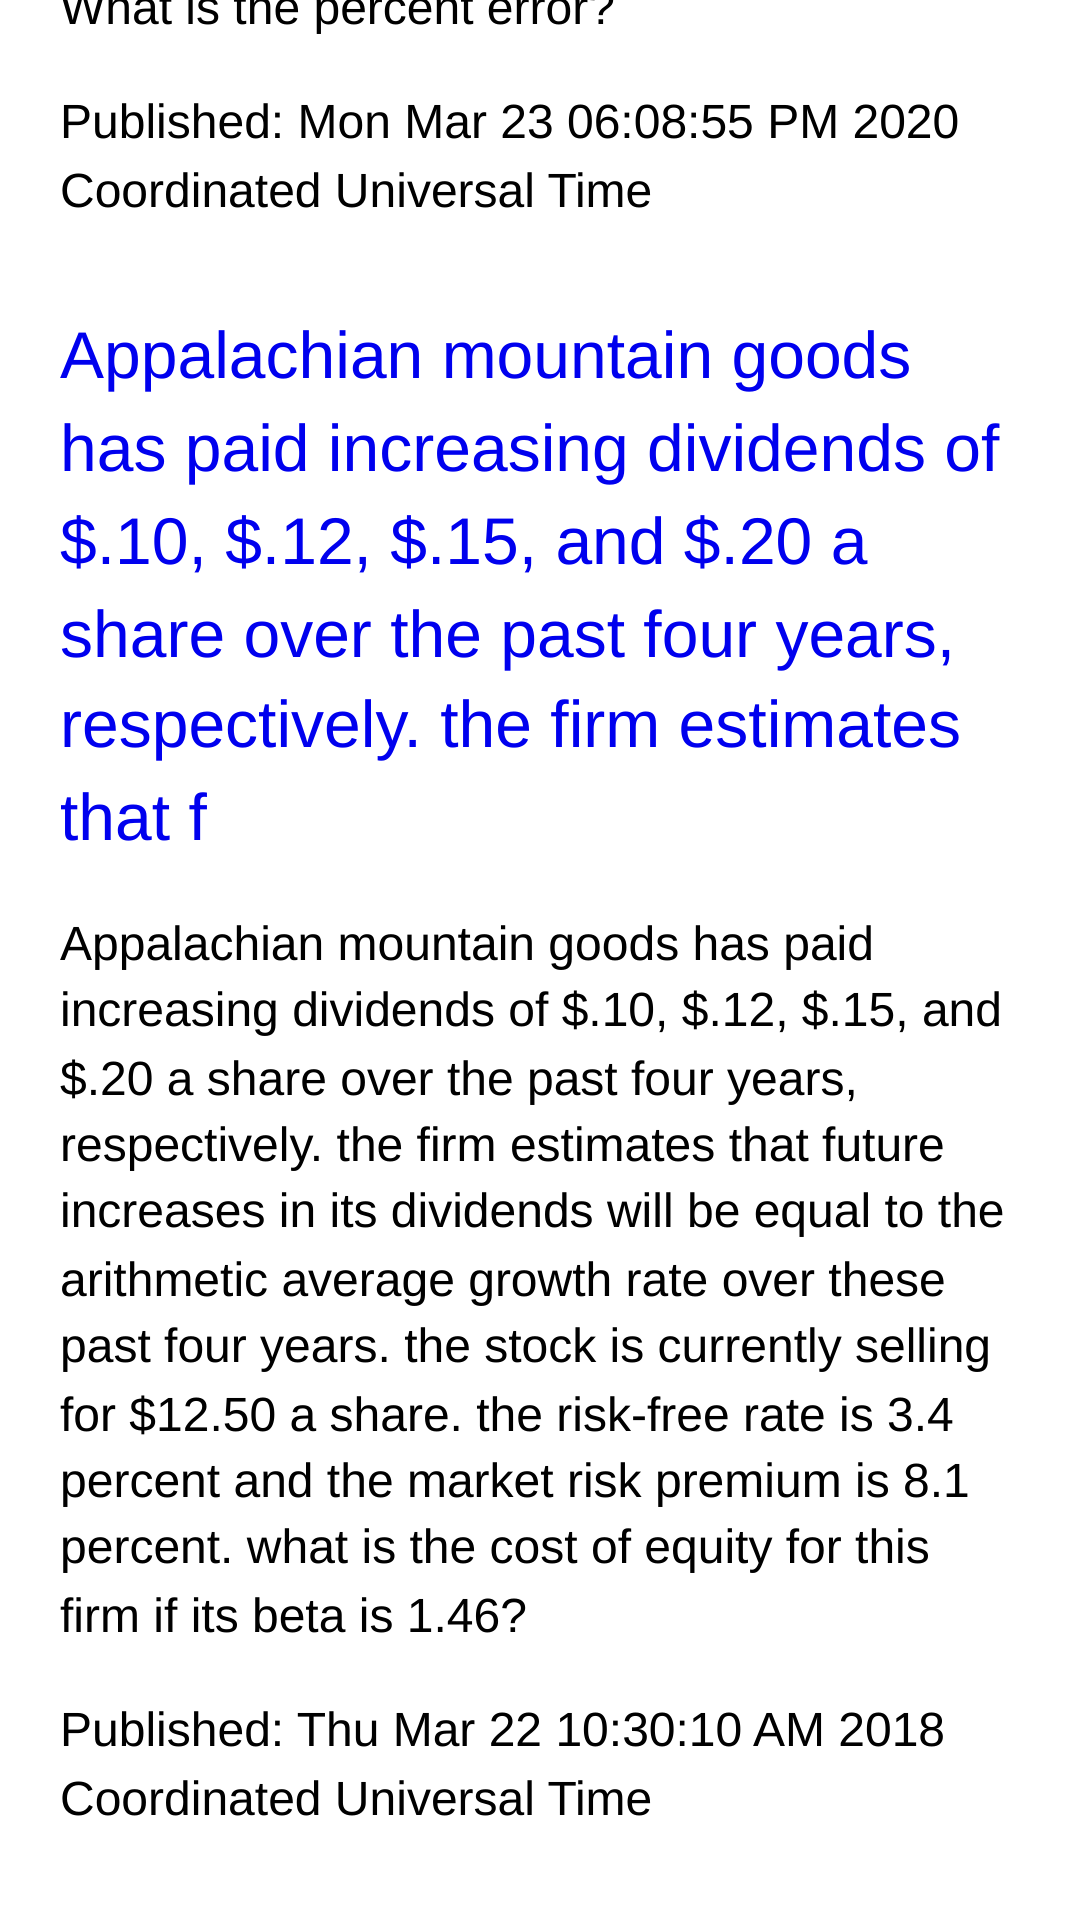 What is the percent error?
Published: Mon Mar 23 06:08:55 PM 2020
Coordinated Universal Time
Appalachian mountain goods
has paid increasing dividends of
$.10, $.12, $.15, and $.20 a
share over the past four years,
respectively. the firm estimates
that f
Appalachian mountain goods has paid
increasing dividends of $.10, $.12, $.15, and
$.20 a share over the past four years,
respectively. the firm estimates that future
increases in its dividends will be equal to the
arithmetic average growth rate over these
past four years. the stock is currently selling
for $12.50 a share. the risk-free rate is 3.4
percent and the market risk premium is 8.1
percent. what is the cost of equity for this
firm if its beta is 1.46?
Published: Thu Mar 22 10:30:10 AM 2018
Coordinated Universal Time